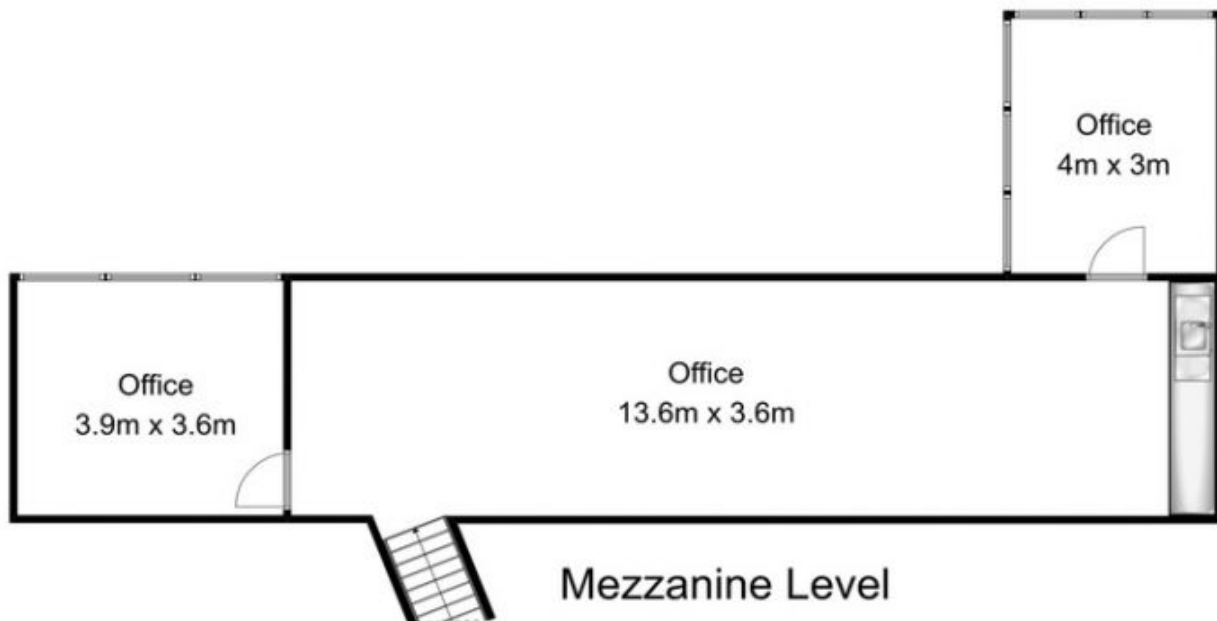 Office
4m x 3m
Office
3.9m x 3.6m
Office
13.6m x 3.6m
Mezzanine Level